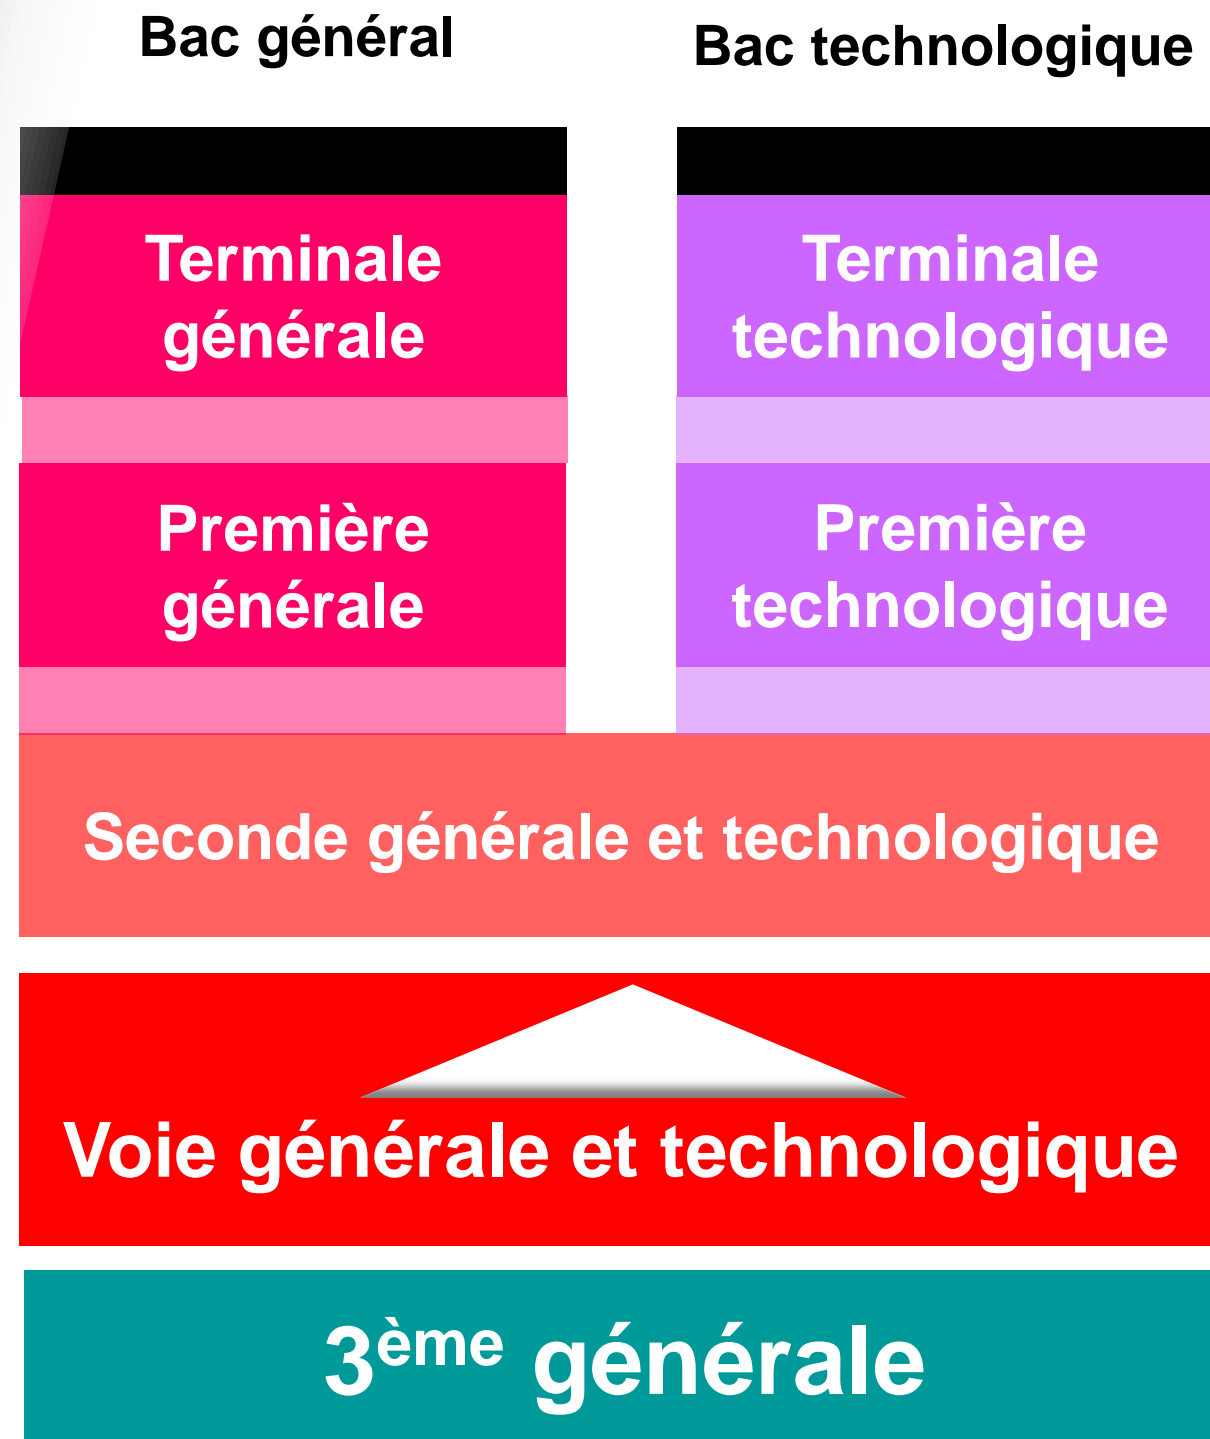 Bac général
Bac technologique
Terminale
générale
Terminale
technologique
Première
générale
Première
technologique
Seconde générale et technologique
Voie générale et technologique
3ème générale